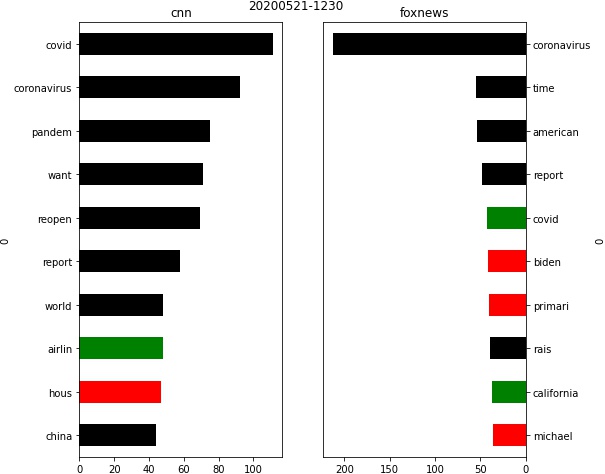 20200521-1230
cnn
foxnews
covid
coronavirus
pandem
want
reopen
report
world
airlin
hous
china
0 20 40 60 80 100
0
coronavirus
time
american
report
covid
biden
primari
rais
california
michael
200 150 100 50 0
0